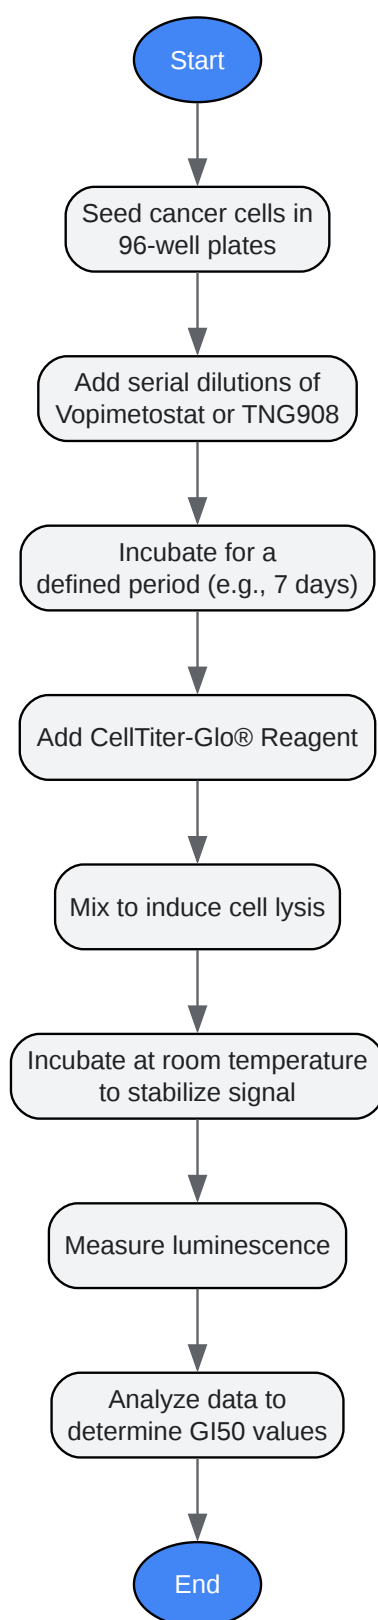 Start
Seed cancer cells in
96-well plates
Add serial dilutions of
Vopimetostat or TNG908
Incubate for a
defined period (e.g., 7 days)
Add CellTiter-Glo® Reagent
Mix to induce cell lysis
Incubate at room temperature
to stabilize signal
Measure luminescence
Analyze data to
determine GI50 values
End